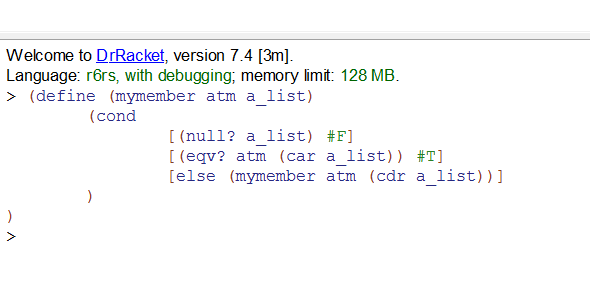 Welcome to DrRacket, version 7.4 [3m].
Language: r6rs, with debugging; memory limit: 128 MB.
> (define (mymember atm a_list)
        (cond
                [(null? a_list) #F]
                [(eqv? atm (car a_list)) #T]
                [else (mymember atm (cdr a_list))]
        )
)
>